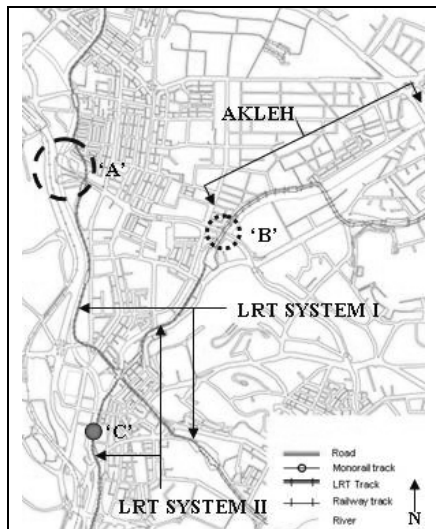 AKLEH
‘A’
‘B’
LRT SYSTEM I
‘C’
LRT SYSTEM II
Road
Monorail track
LRT Track
Railway track
River
N